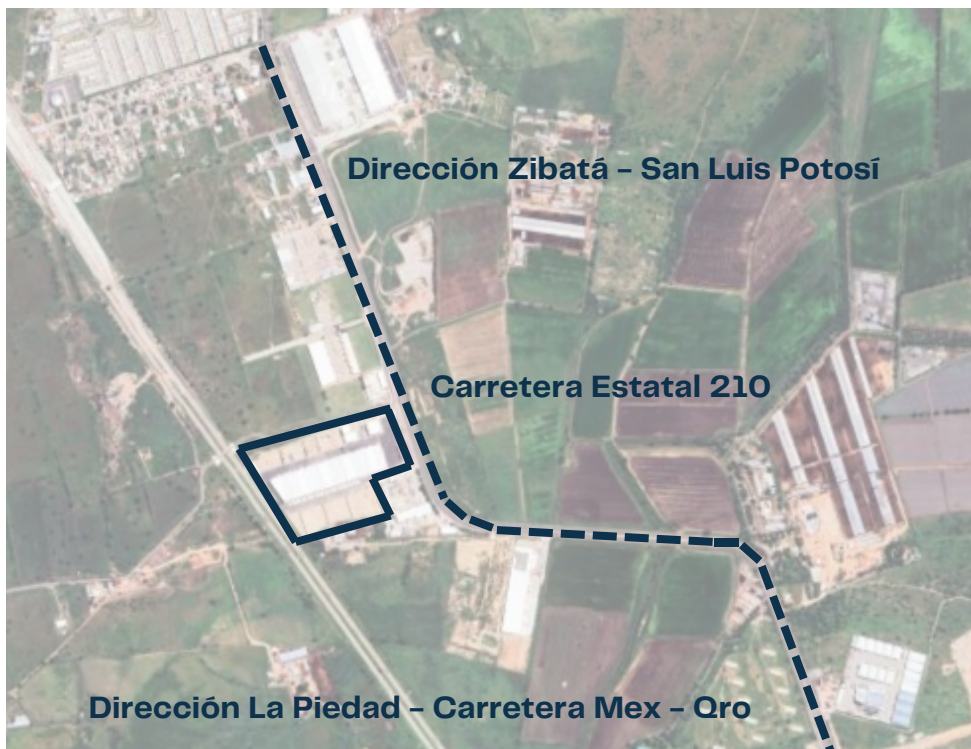 Dirección Zibatá - San Luis Potosí
Carretera Estatal 210
Dirección La Piedad - Carretera Mex - Qro